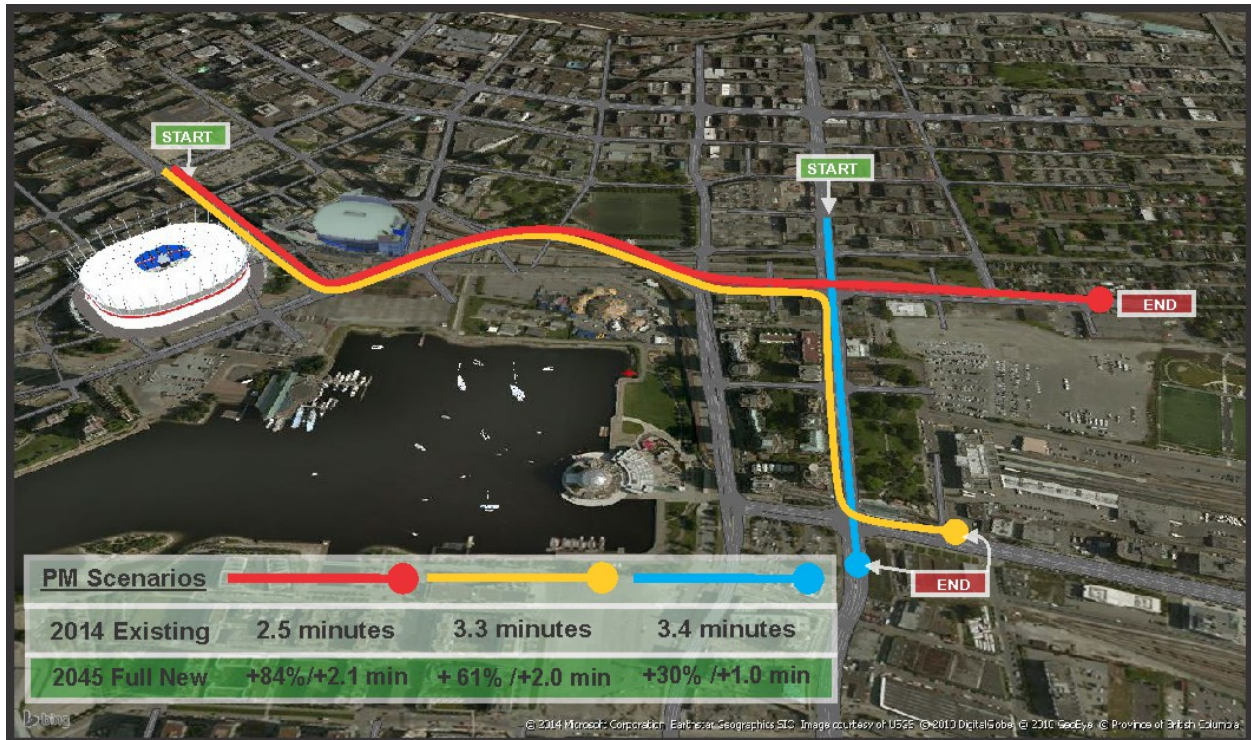 START
START
END
END
PM Scenarios
2014 Existing 2.5 minutes 3.3 minutes 3.4 minutes
2045 Full New +84%/+2.1 min + 61% /+2.0 min +30% /+1.0 min
bing
© 2014 Microsoft Corporation Earthstar Geographics SIO Image courtesy of USGS © 2010 DigitalGlobe © 2010 GeoEye © Province of British Columbia